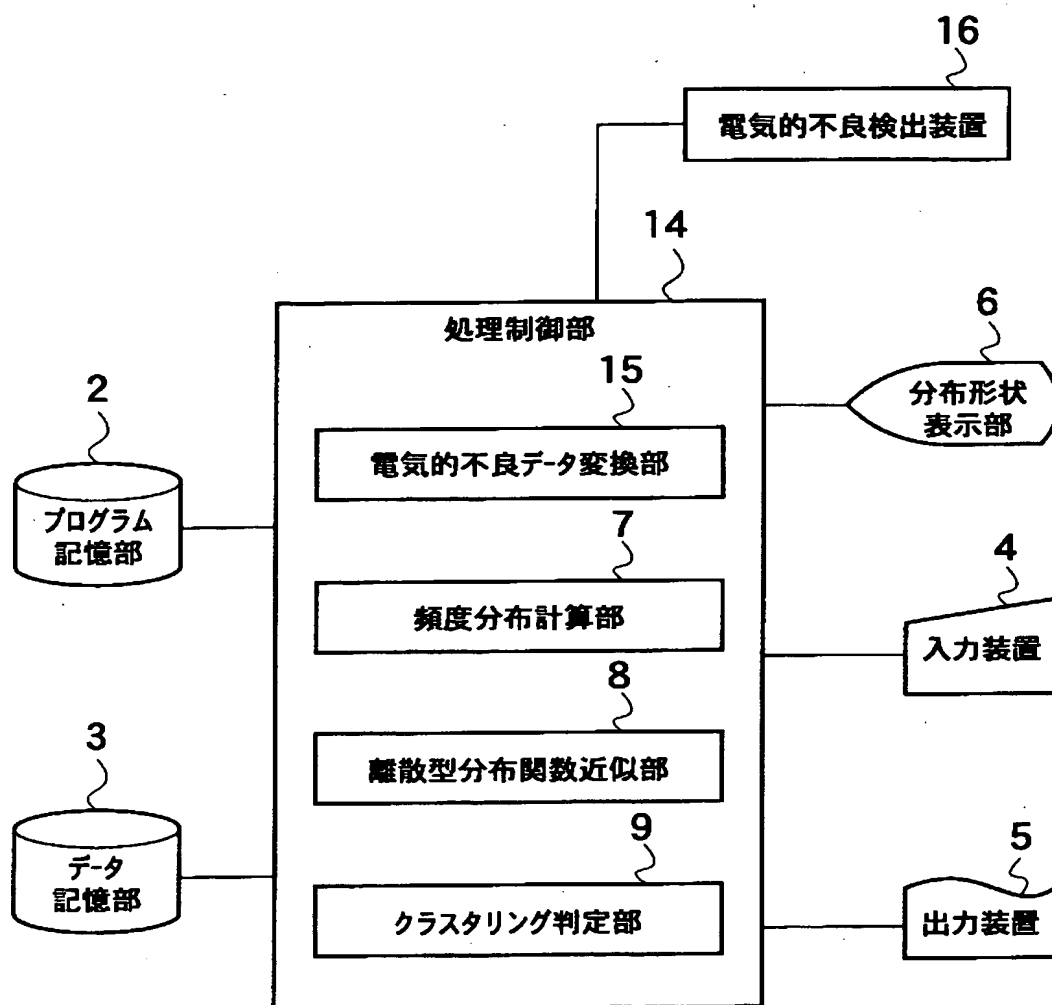 16
電気的不良検出装置
14
処理制御部
6
分布形状
表示部
15
電気的不良データ変換部
2
プログラム
記憶部
7
頻度分布計算部
4
入力装置
8
離散型分布関数近似部
3
データ
記憶部
9
クラスタリング判定部
5
出力装置